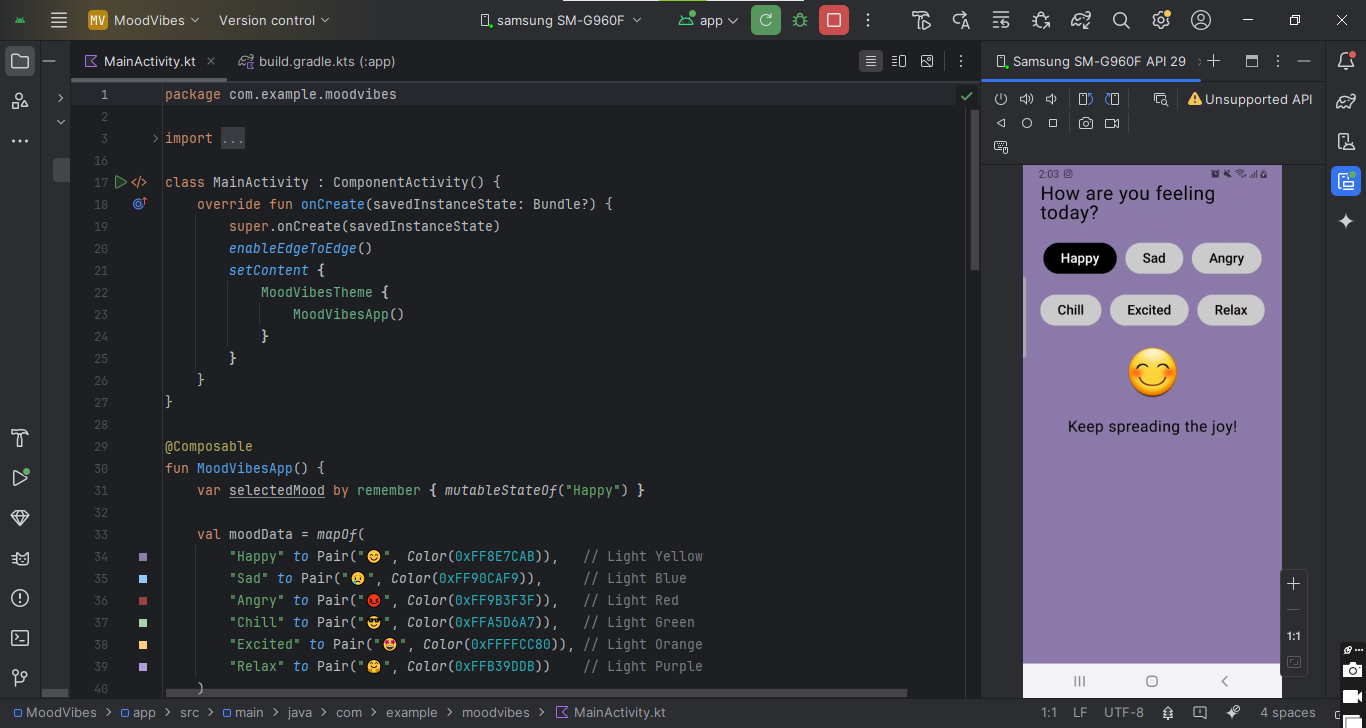 MV MoodVibes Version control samsung SM-G960F app
MainActivity.kt build.gradle.kts (:app) Samsung SM-G960F API 29
Unsupported API
1 package com.example.moodvibes
2
3 import ...
16
17 class MainActivity : ComponentActivity() {
18 override fun onCreate(savedInstanceState: Bundle?) {
19 super.onCreate(savedInstanceState)
20 enableEdgeToEdge()
21 setContent {
22 MoodVibesTheme {
23 MoodVibesApp()
24 }
25 }
26 }
27 }
28
29 @Composable
30 fun MoodVibesApp() {
31 var selectedMood by remember { mutableStateOf("Happy") }
32
33 val moodData = mapOf(
34 "Happy" to Pair("😊", Color(0xFF8E7CAB)), // Light Yellow
35 "Sad" to Pair("😥", Color(0xFF90CAF9)), // Light Blue
36 "Angry" to Pair("😡", Color(0xFF9B3F3F)), // Light Red
37 "Chill" to Pair("😎", Color(0xFFA5D6A7)), // Light Green
38 "Excited" to Pair("🤩", Color(0xFFFFCC80)), // Light Orange
39 "Relax" to Pair("🤗", Color(0xFFB39DDB)) // Light Purple
40 )
2:03
How are you feeling
today?
Happy Sad Angry
Chill Excited Relax
Keep spreading the joy!
1:1
MoodVibes > app > src > main > java > com > example > moodvibes > MainActivity.kt 1:1 LF UTF-8 4 spaces